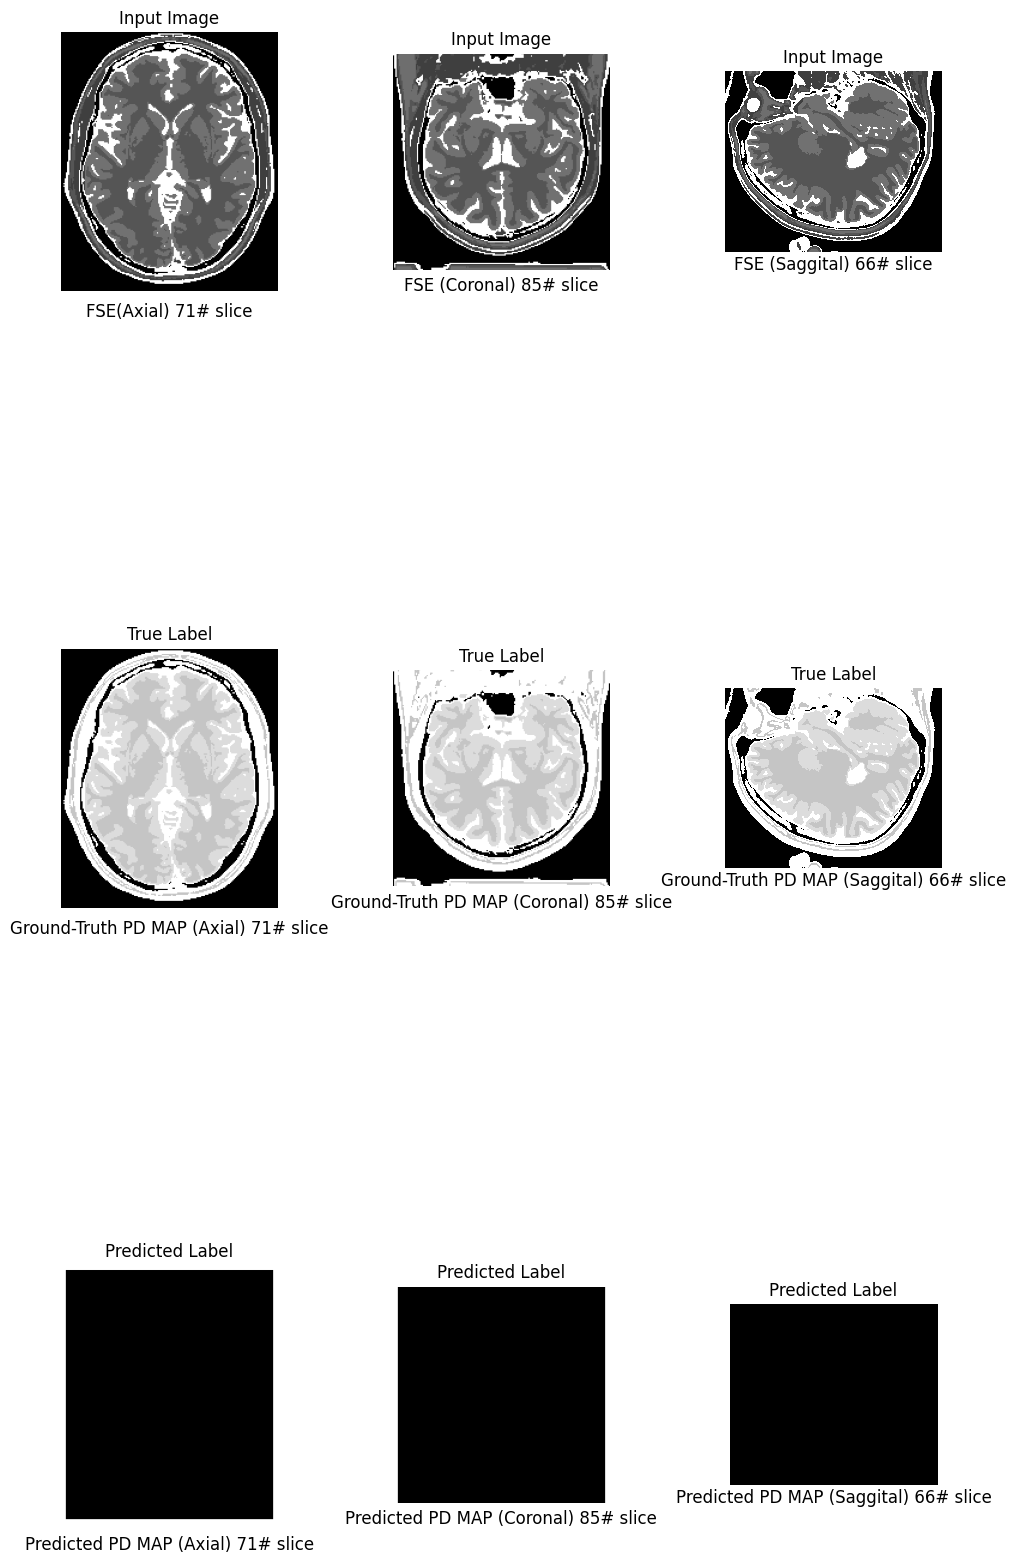 Input Image
Input Image
Input Image
FSE(Axial) 71# slice
FSE (Coronal) 85# slice
FSE (Saggital) 66# slice
True Label
True Label
True Label
Ground-Truth PD MAP (Axial) 71# slice
Ground-Truth PD MAP (Coronal) 85# slice
Ground-Truth PD MAP (Saggital) 66# slice
Predicted Label
Predicted Label
Predicted Label
Predicted PD MAP (Axial) 71# slice
Predicted PD MAP (Coronal) 85# slice
Predicted PD MAP (Saggital) 66# slice